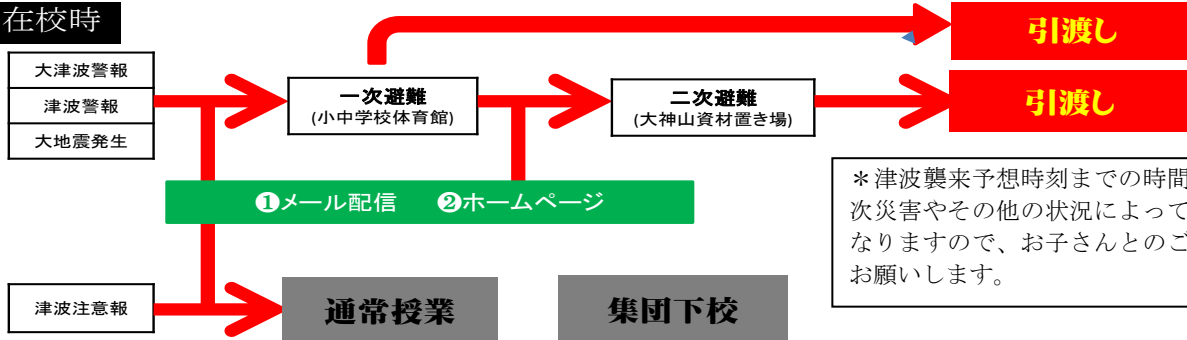 在校時
大津波警報
津波警報
大地震発生
一次避難
(小中学校体育館)
二次避難
(大神山資材置き場)
引渡し
引渡し
❶メール配信 ❷ホームページ
＊津波襲来予想時刻までの時間
次災害やその他の状況によって
なりますので、お子さんとのご
お願いします。
津波注意報
通常授業
集団下校